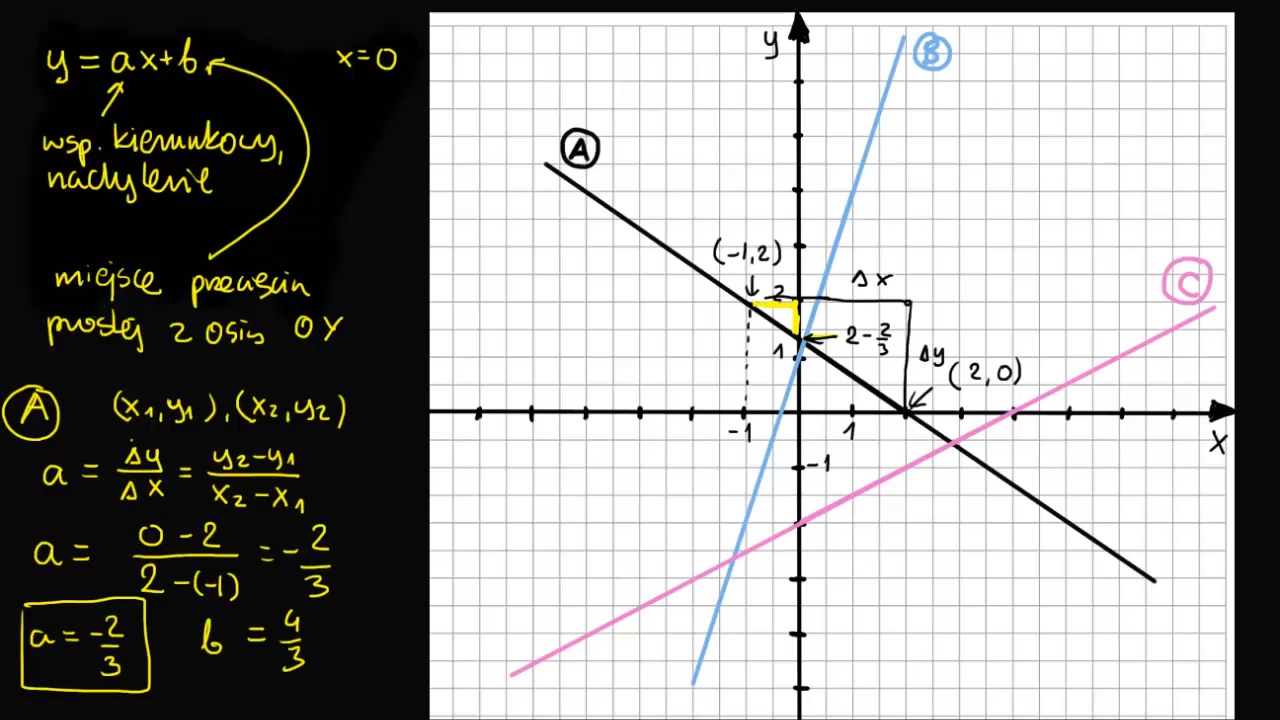 y = ax+b
x=0
wsp. kierunkowy,
nachylenie
miejsce przecięcia
prostej z osią OY
A
(x₁,y₁), (x₂,y₂)
a = Δy/Δx = (y₂-y₁)/(x₂-x₁)
a = (0-2)/(2-(-1)) = -2/3
a = -2/3
b = 4/3
y
B
A
(-1,2)
2
Δx
C
2-2/3
1
Δy
(2,0)
-1
1
x
-1